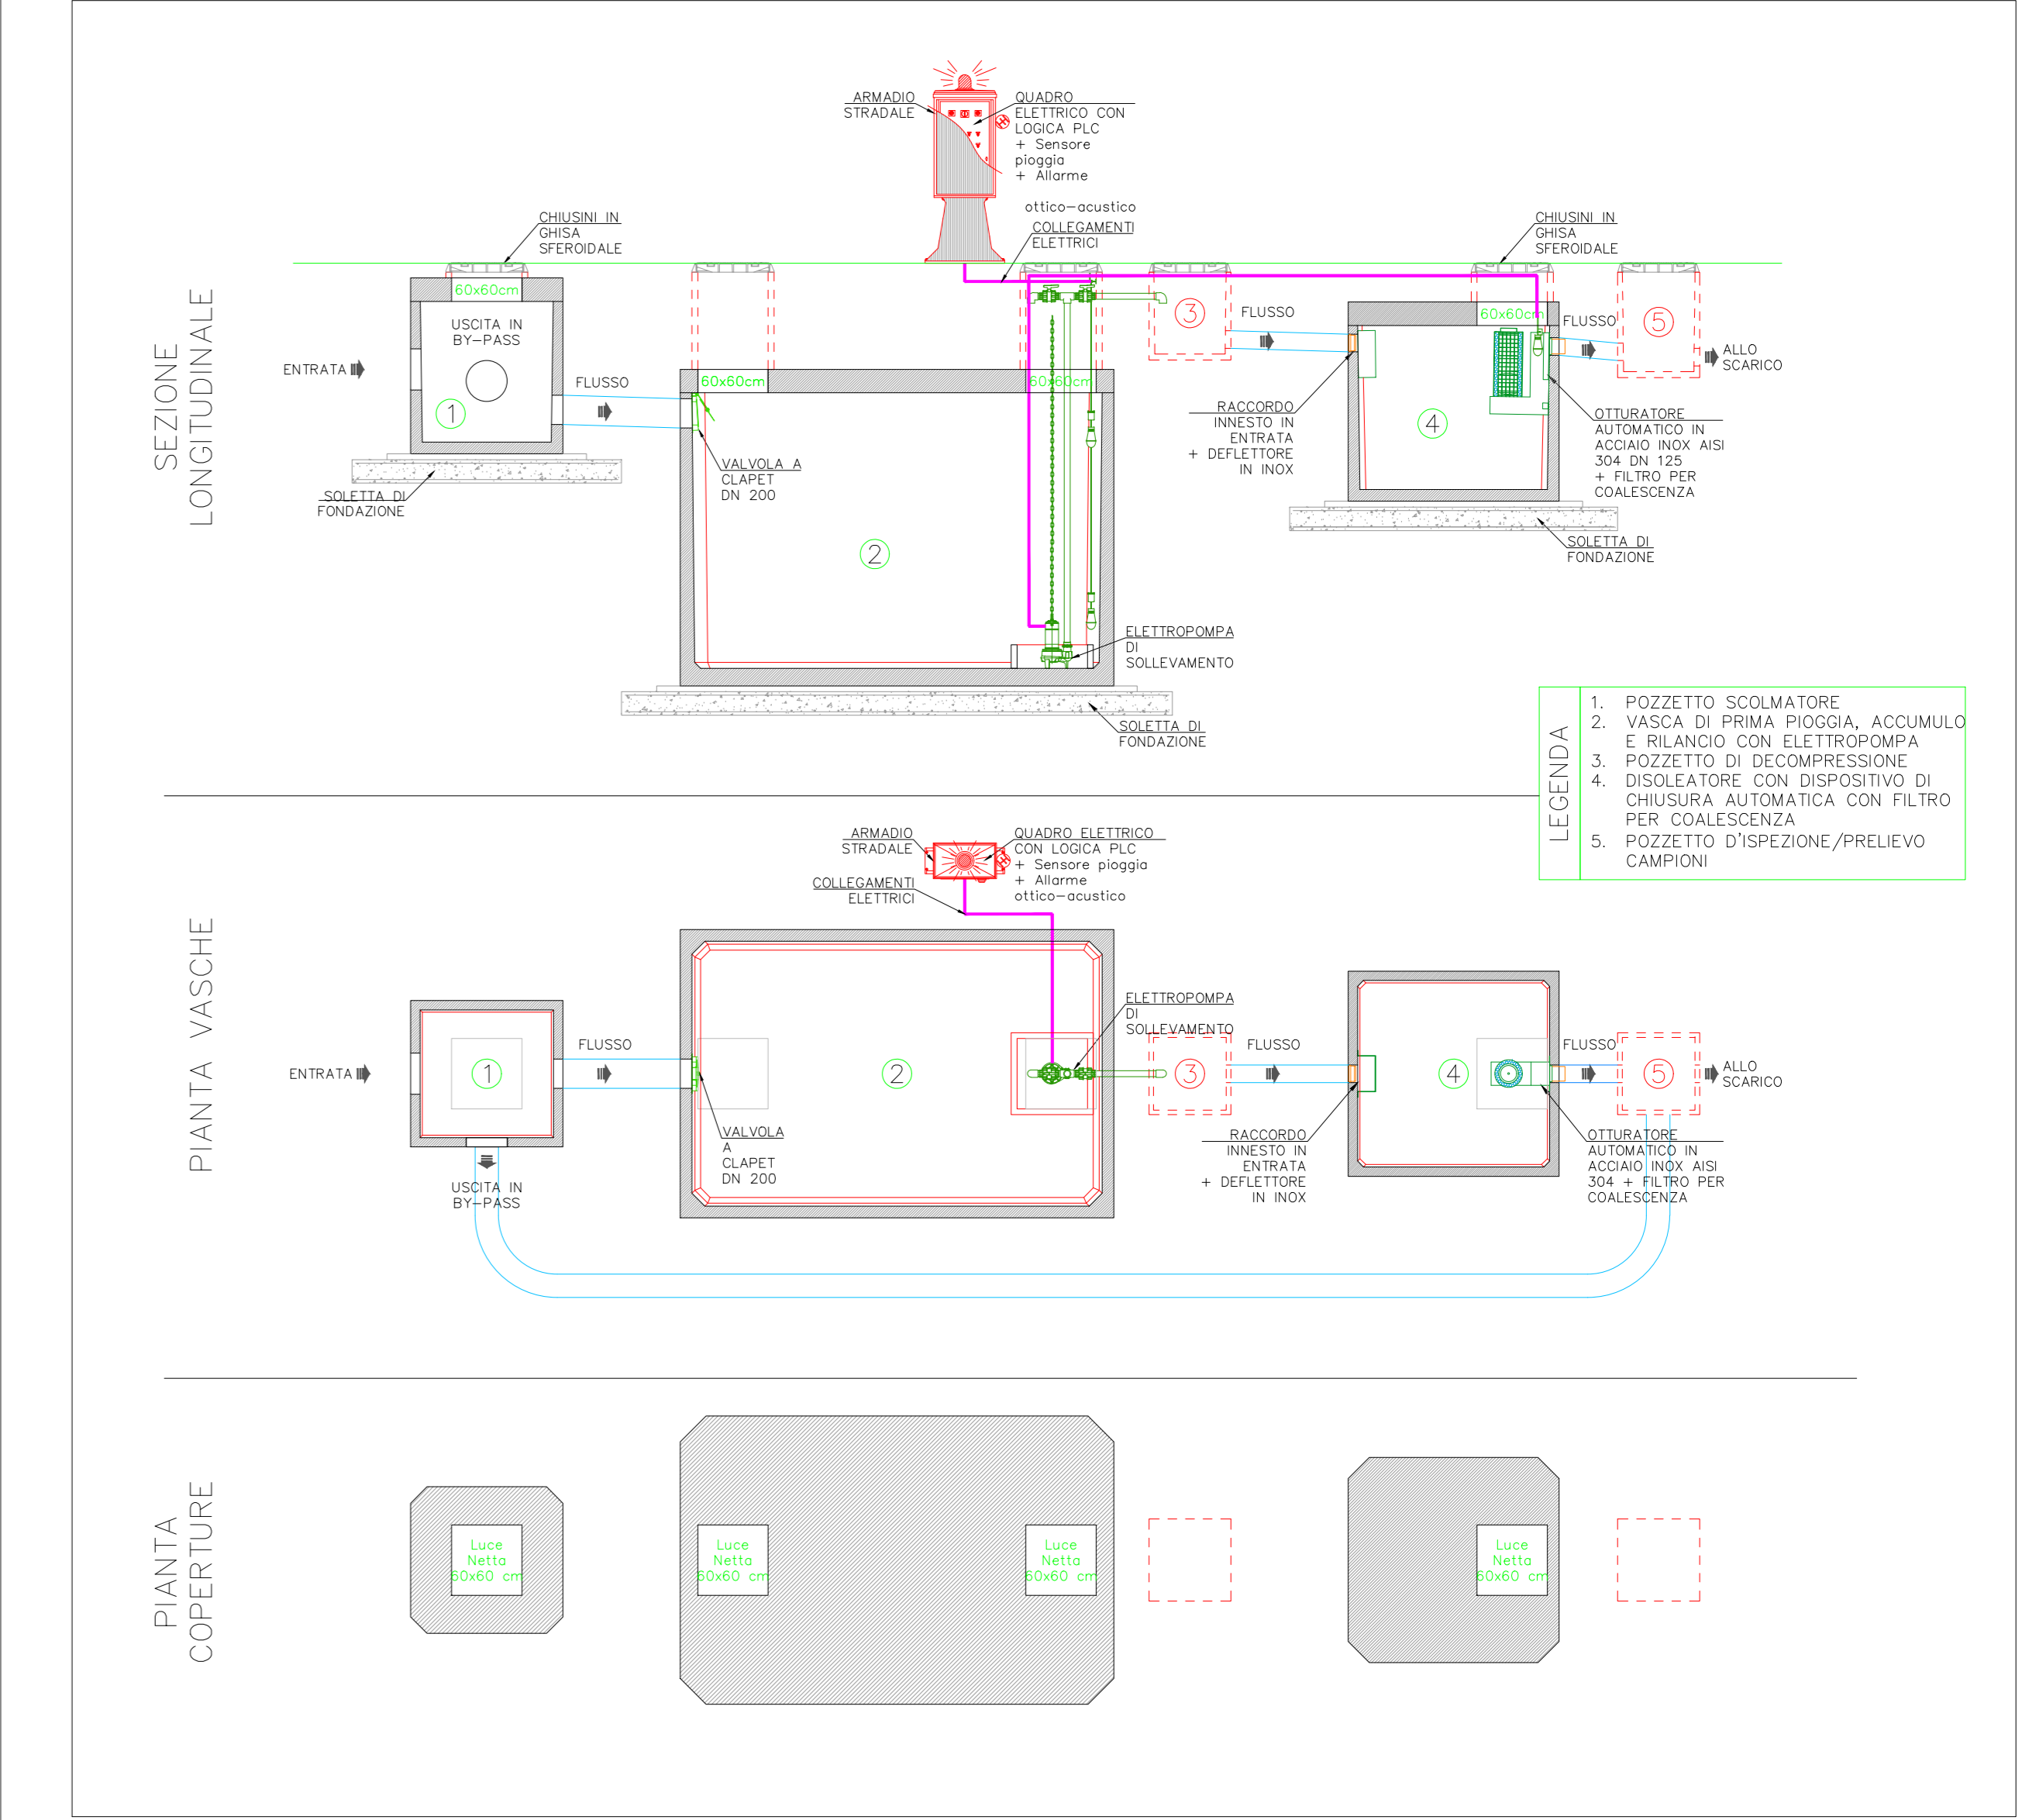 SEZIONE
LONGITUDINALE
ARMADIO
STRADALE
QUADRO
ELETTRICO CON
LOGICA PLC
+ Sensore
pioggia
+ Allarme
ottico-acustico
COLLEGAMENTI
ELETTRICI
CHIUSINI IN
GHISA
SFEROIDALE
CHIUSINI IN
GHISA
SFEROIDALE
60x60cm
USCITA IN
BY-PASS
ENTRATA
1
FLUSSO
SOLETTA DI
FONDAZIONE
60x60cm
60x60cm
VALVOLA A
CLAPET
DN 200
2
ELETTROPOMPA
DI
SOLLEVAMENTO
SOLETTA DI
FONDAZIONE
3
FLUSSO
RACCORDO
INNESTO IN
ENTRATA
+ DEFLETTORE
IN INOX
60x60cm
4
FLUSSO
5
ALLO
SCARICO
OTTURATORE
AUTOMATICO IN
ACCIAIO INOX AISI
304 DN 125
+ FILTRO PER
COALESCENZA
SOLETTA DI
FONDAZIONE
LEGENDA
1. POZZETTO SCOLMATORE
2. VASCA DI PRIMA PIOGGIA, ACCUMULO
E RILANCIO CON ELETTROPOMPA
3. POZZETTO DI DECOMPRESSIONE
4. DISOLEATORE CON DISPOSITIVO DI
CHIUSURA AUTOMATICA CON FILTRO
PER COALESCENZA
5. POZZETTO D'ISPEZIONE/PRELIEVO
CAMPIONI
PIANTA VASCHE
ARMADIO
STRADALE
QUADRO ELETTRICO
CON LOGICA PLC
+ Sensore pioggia
+ Allarme
ottico-acustico
COLLEGAMENTI
ELETTRICI
ENTRATA
1
FLUSSO
USCITA IN
BY-PASS
VALVOLA
A
CLAPET
DN 200
2
ELETTROPOMPA
DI
SOLLEVAMENTO
3
FLUSSO
RACCORDO
INNESTO IN
ENTRATA
+ DEFLETTORE
IN INOX
4
FLUSSO
5
ALLO
SCARICO
OTTURATORE
AUTOMATICO IN
ACCIAIO INOX AISI
304 + FILTRO PER
COALESCENZA
PIANTA
COPERTURE
Luce
Netta
60x60 cm
Luce
Netta
60x60 cm
Luce
Netta
60x60 cm
Luce
Netta
60x60 cm